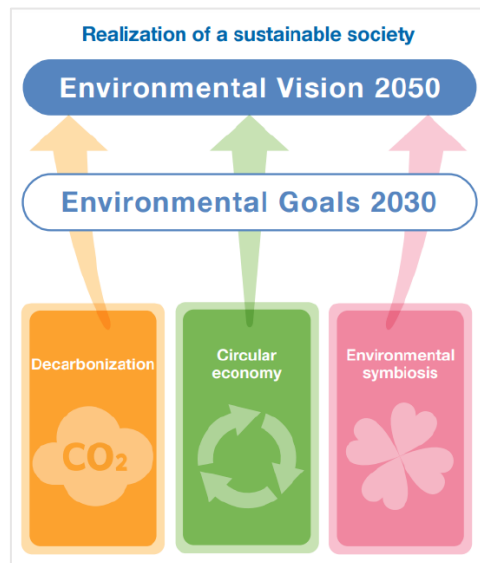 Realization of a sustainable society
Environmental Vision 2050
Environmental Goals 2030
Decarbonization
CO₂
Circular
economy
Environmental
symbiosis